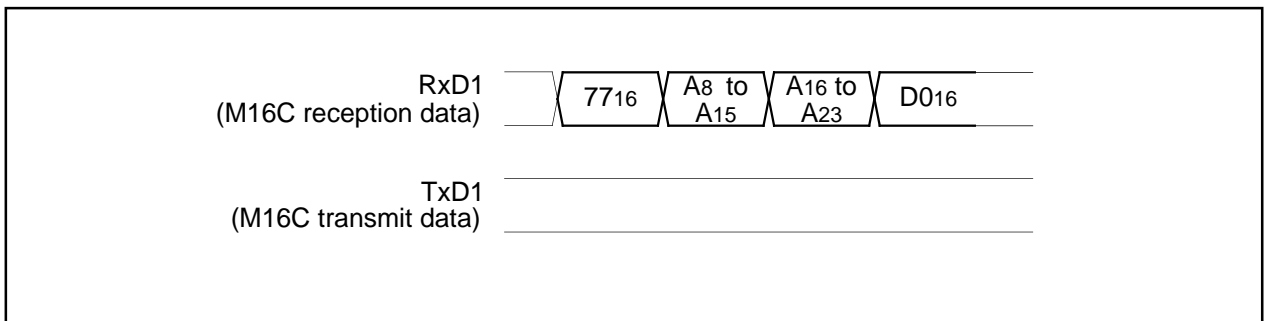 RxD1
(M16C reception data)
7716
A8 to
A15
A16 to
A23
D016
TxD1
(M16C transmit data)